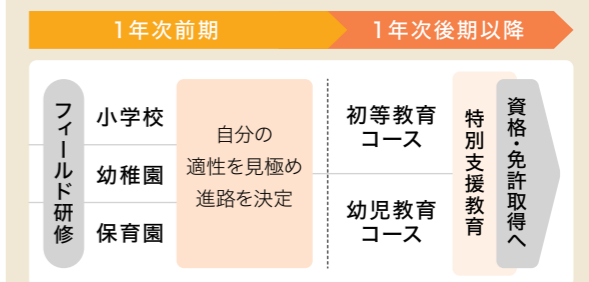 1年次前期
1年次後期以降
フィールド研修
小学校
幼稚園
保育園
自分の
適性を見極め
進路を決定
初等教育
コース
幼児教育
コース
特別支援教育
資格・免許取得へ